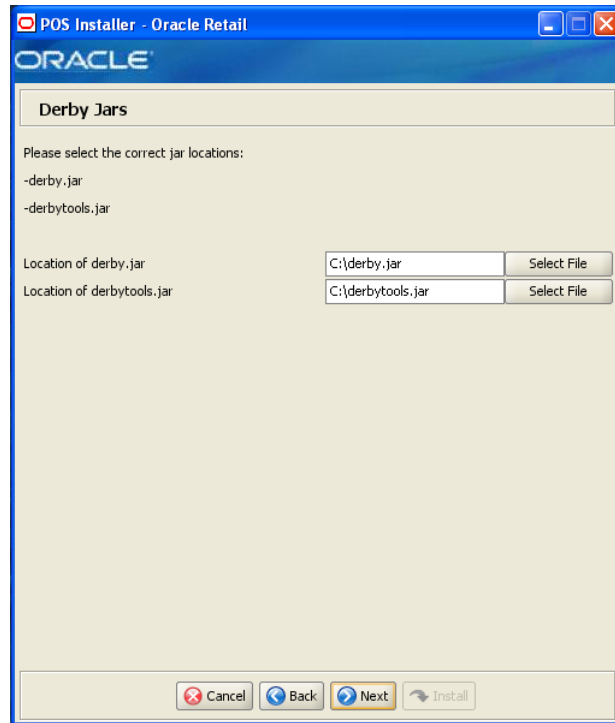 POS Installer - Oracle Retail
ORACLE
Derby Jars
Please select the correct jar locations:
-derby.jar
-derbytools.jar
Location of derby.jar C:\derby.jar Select File
Location of derbytools.jar C:\derbytools.jar Select File
Cancel Back Next Install